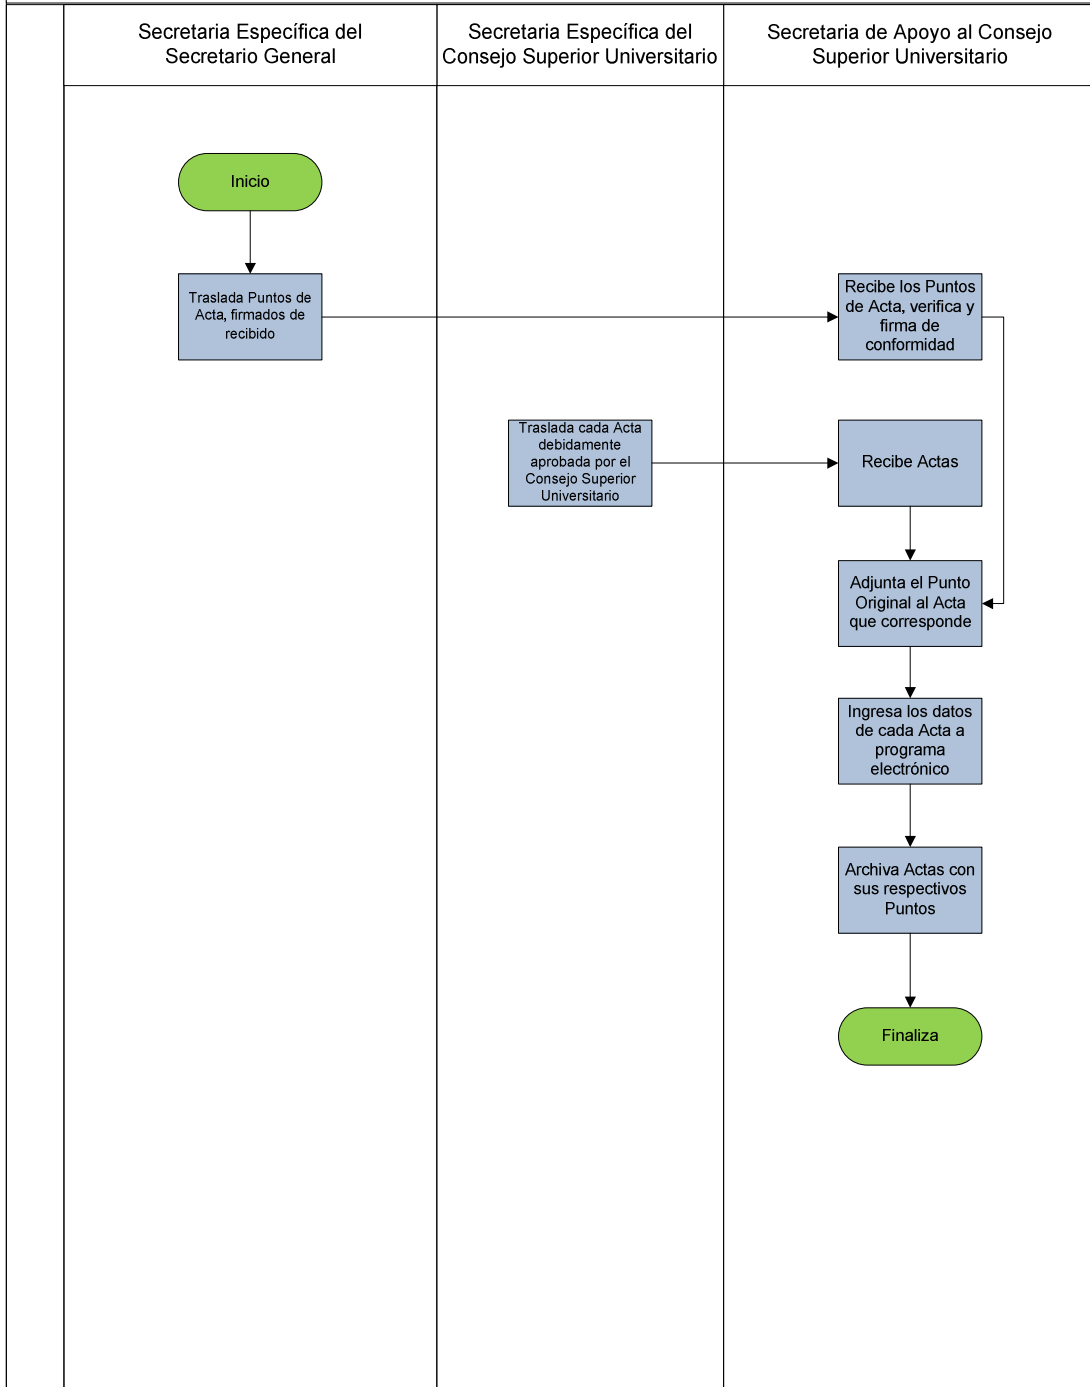 Secretaria Específica del
Secretario General
Secretaria Específica del
Consejo Superior Universitario
Secretaria de Apoyo al Consejo
Superior Universitario
Inicio
Traslada Puntos de
Acta, firmados de
recibido
Recibe los Puntos
de Acta, verifica y
firma de
conformidad
Traslada cada Acta
debidamente
aprobada por el
Consejo Superior
Universitario
Recibe Actas
Adjunta el Punto
Original al Acta
que corresponde
Ingresa los datos
de cada Acta a
programa
electrónico
Archiva Actas con
sus respectivos
Puntos
Finaliza